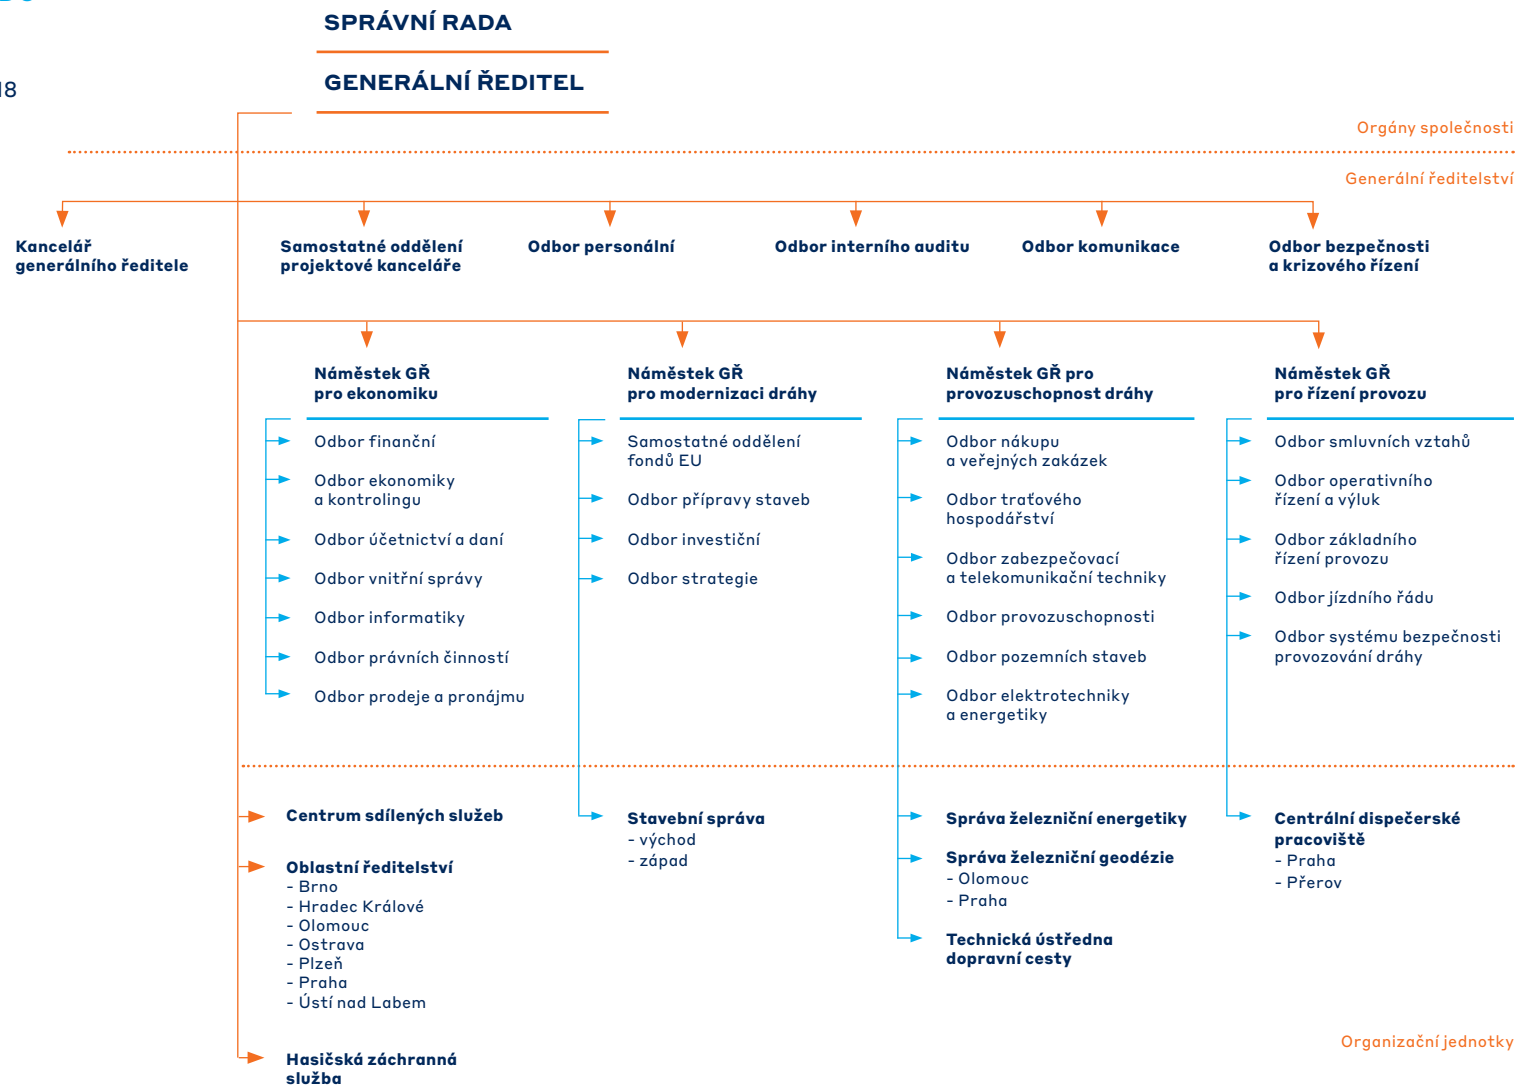 SPRÁVNÍ RADA
GENERÁLNÍ ŘEDITEL
18
Orgány společnosti
Generální ředitelství
Kancelář
generálního ředitele
Samostatné oddělení
projektové kanceláře
Odbor personální
Odbor interního auditu
Odbor komunikace
Odbor bezpečnosti
a krizového řízení
Náměstek GŘ
pro ekonomiku
Odbor finanční
Odbor ekonomiky
a kontrolingu
Odbor účetnictví a daní
Odbor vnitřní správy
Odbor informatiky
Odbor právních činností
Odbor prodeje a pronájmu
Náměstek GŘ
pro modernizaci dráhy
Samostatné oddělení
fondů EU
Odbor přípravy staveb
Odbor investiční
Odbor strategie
Náměstek GŘ pro
provozuschopnost dráhy
Odbor nákupu
a veřejných zakázek
Odbor traťového
hospodářství
Odbor zabezpečovací
a telekomunikační techniky
Odbor provozuschopnosti
Odbor pozemních staveb
Odbor elektrotechniky
a energetiky
Náměstek GŘ
pro řízení provozu
Odbor smluvních vztahů
Odbor operativního
řízení a výluk
Odbor základního
řízení provozu
Odbor jízdního řádu
Odbor systému bezpečnosti
provozování dráhy
Centrum sdílených služeb
Oblastní ředitelství
- Brno
- Hradec Králové
- Olomouc
- Ostrava
- Plzeň
- Praha
- Ústí nad Labem
Hasičská záchranná
služba
Stavební správa
- východ
- západ
Správa železniční energetiky
Správa železniční geodézie
- Olomouc
- Praha
Technická ústředna
dopravní cesty
Centrální dispečerské
pracoviště
- Praha
- Přerov
Organizační jednotky